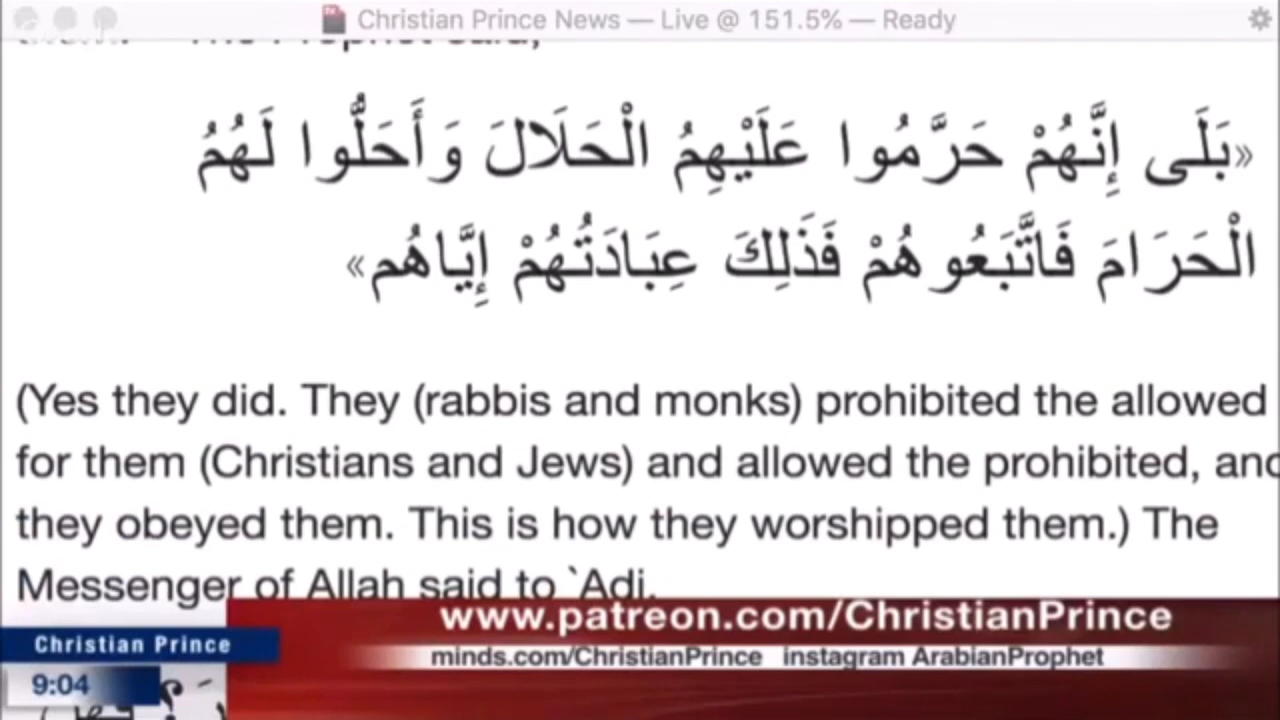 Christian Prince News — Live @ 151.5% — Ready
The Prophet said,
«بَلَى إِنَّهُمْ حَرَّمُوا عَلَيْهِمُ الْحَلَالَ وَأَحَلُّوا لَهُمُ
الْحَرَامَ فَاتَّبَعُوهُمْ فَذَلِكَ عِبَادَتُهُمْ إِيَّاهُم»
(Yes they did. They (rabbis and monks) prohibited the allowed
for them (Christians and Jews) and allowed the prohibited, and
they obeyed them. This is how they worshipped them.) The
Messenger of Allah said to `Adi,
www.patreon.com/ChristianPrince
Christian Prince
minds.com/ChristianPrince instagram ArabianProphet
9:04